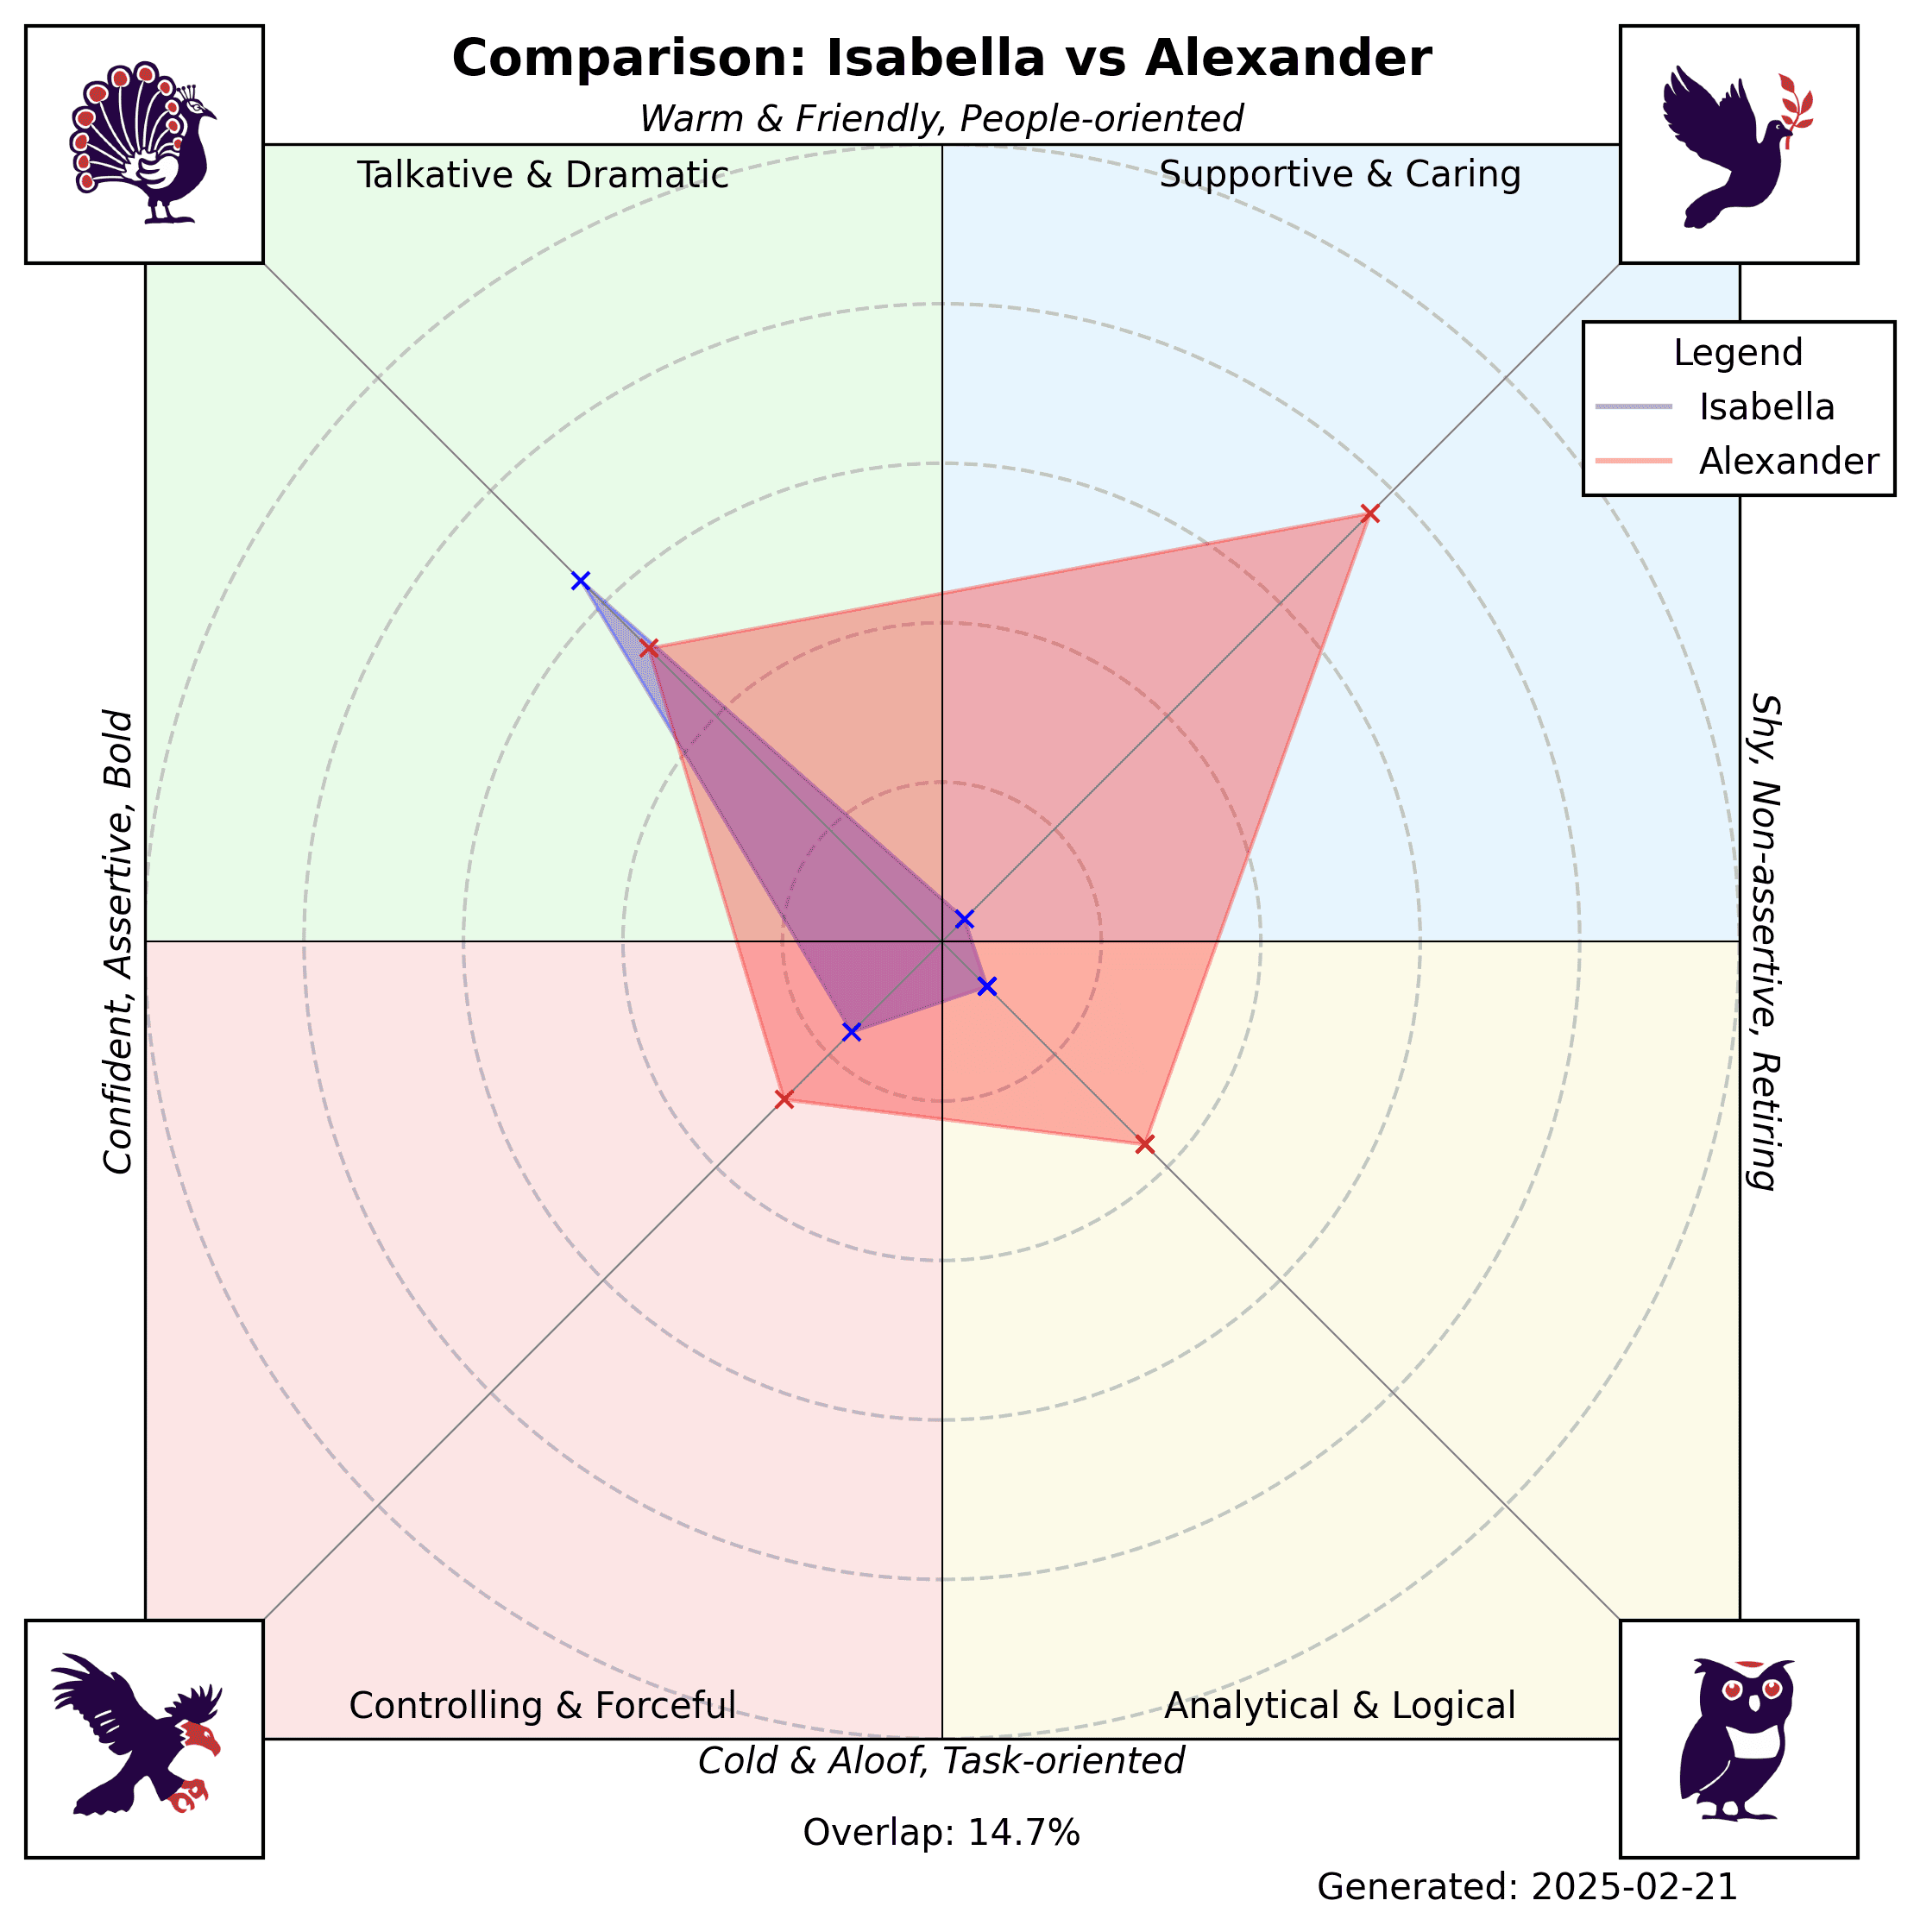 Comparison: Isabella vs Alexander
Warm & Friendly, People-oriented
Talkative & Dramatic
Supportive & Caring
Legend
Isabella
Alexander
Confident, Assertive, Bold
Shy, Non-assertive, Retiring
Controlling & Forceful
Analytical & Logical
Cold & Aloof, Task-oriented
Overlap: 14.7%
Generated: 2025-02-21